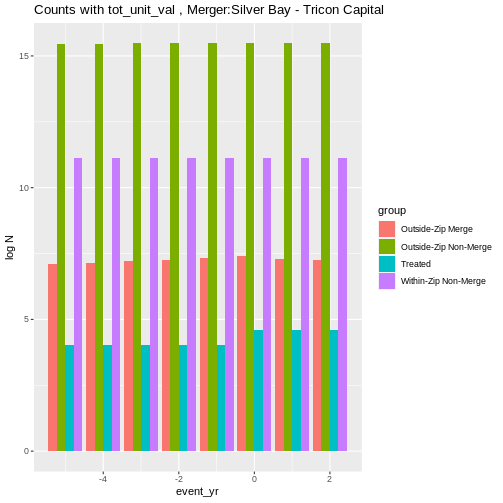 Counts with tot_unit_val , Merger:Silver Bay - Tricon Capital
log N
15
10
5
0
-4
-2
0
2
event_yr
group
Outside-Zip Merge
Outside-Zip Non-Merge
Treated
Within-Zip Non-Merge